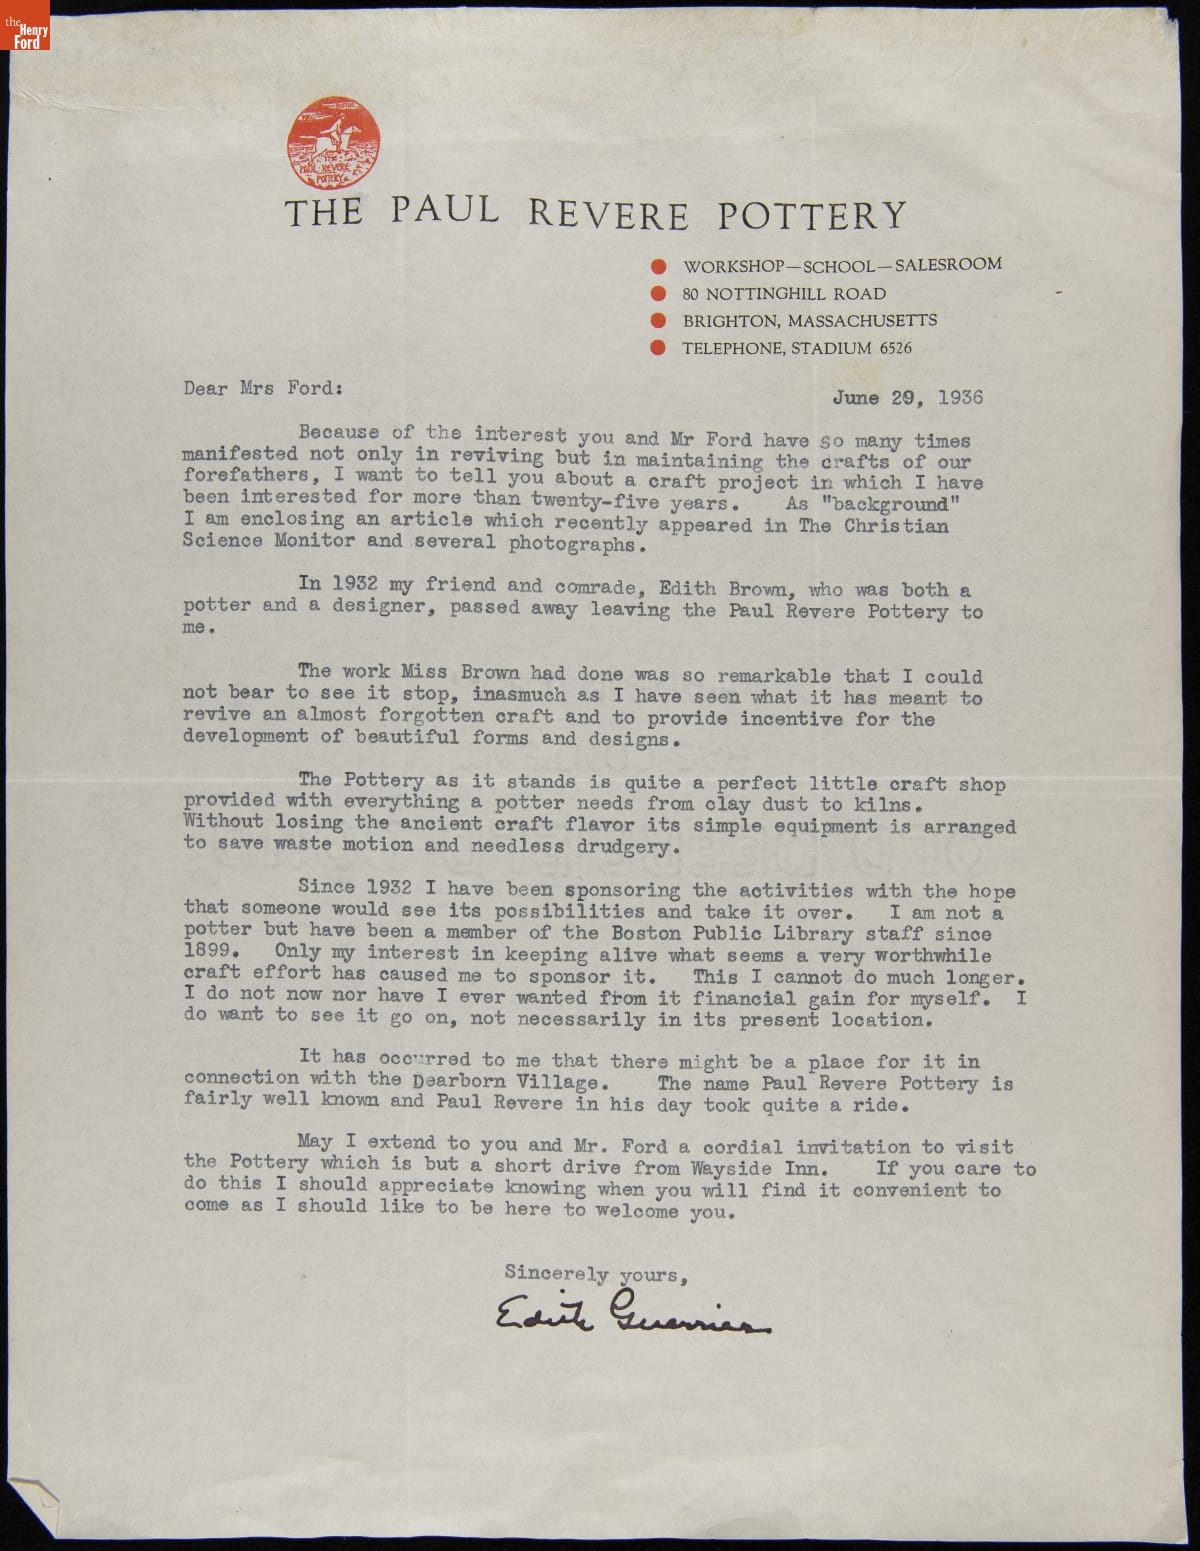 the
Henry
Ford
THE
PAUL REVERE
POTTERY
THE PAUL REVERE POTTERY
WORKSHOP—SCHOOL—SALESROOM
80 NOTTINGHILL ROAD
BRIGHTON, MASSACHUSETTS
TELEPHONE, STADIUM 6526
Dear Mrs Ford:
June 29, 1936
Because of the interest you and Mr Ford have so many times
manifested not only in reviving but in maintaining the crafts of our
forefathers, I want to tell you about a craft project in which I have
been interested for more than twenty-five years. As "background"
I am enclosing an article which recently appeared in The Christian
Science Monitor and several photographs.
In 1932 my friend and comrade, Edith Brown, who was both a
potter and a designer, passed away leaving the Paul Revere Pottery to
me.
The work Miss Brown had done was so remarkable that I could
not bear to see it stop, inasmuch as I have seen what it has meant to
revive an almost forgotten craft and to provide incentive for the
development of beautiful forms and designs.
The Pottery as it stands is quite a perfect little craft shop
provided with everything a potter needs from clay dust to kilns.
Without losing the ancient craft flavor its simple equipment is arranged
to save waste motion and needless drudgery.
Since 1932 I have been sponsoring the activities with the hope
that someone would see its possibilities and take it over. I am not a
potter but have been a member of the Boston Public Library staff since
1899. Only my interest in keeping alive what seems a very worthwhile
craft effort has caused me to sponsor it. This I cannot do much longer.
I do not now nor have I ever wanted from it financial gain for myself. I
do want to see it go on, not necessarily in its present location.
It has occurred to me that there might be a place for it in
connection with the Dearborn Village. The name Paul Revere Pottery is
fairly well known and Paul Revere in his day took quite a ride.
May I extend to you and Mr. Ford a cordial invitation to visit
the Pottery which is but a short drive from Wayside Inn. If you care to
do this I should appreciate knowing when you will find it convenient to
come as I should like to be here to welcome you.
Sincerely yours,
Edith Guerrier